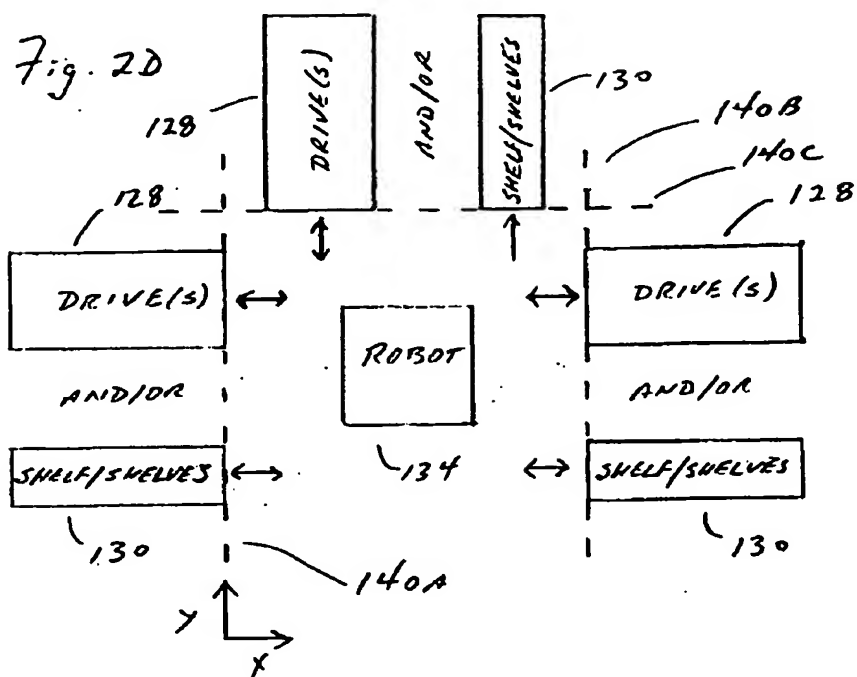 Fig. 2D
128
DRIVE(S)
AND/OR
SHELF/SHELVES
130
140B
140C
128
128
DRIVE(S)
ROBOT
DRIVE(S)
AND/OR
AND/OR
SHELF/SHELVES
134
SHELF/SHELVES
130
140A
130
Y
X